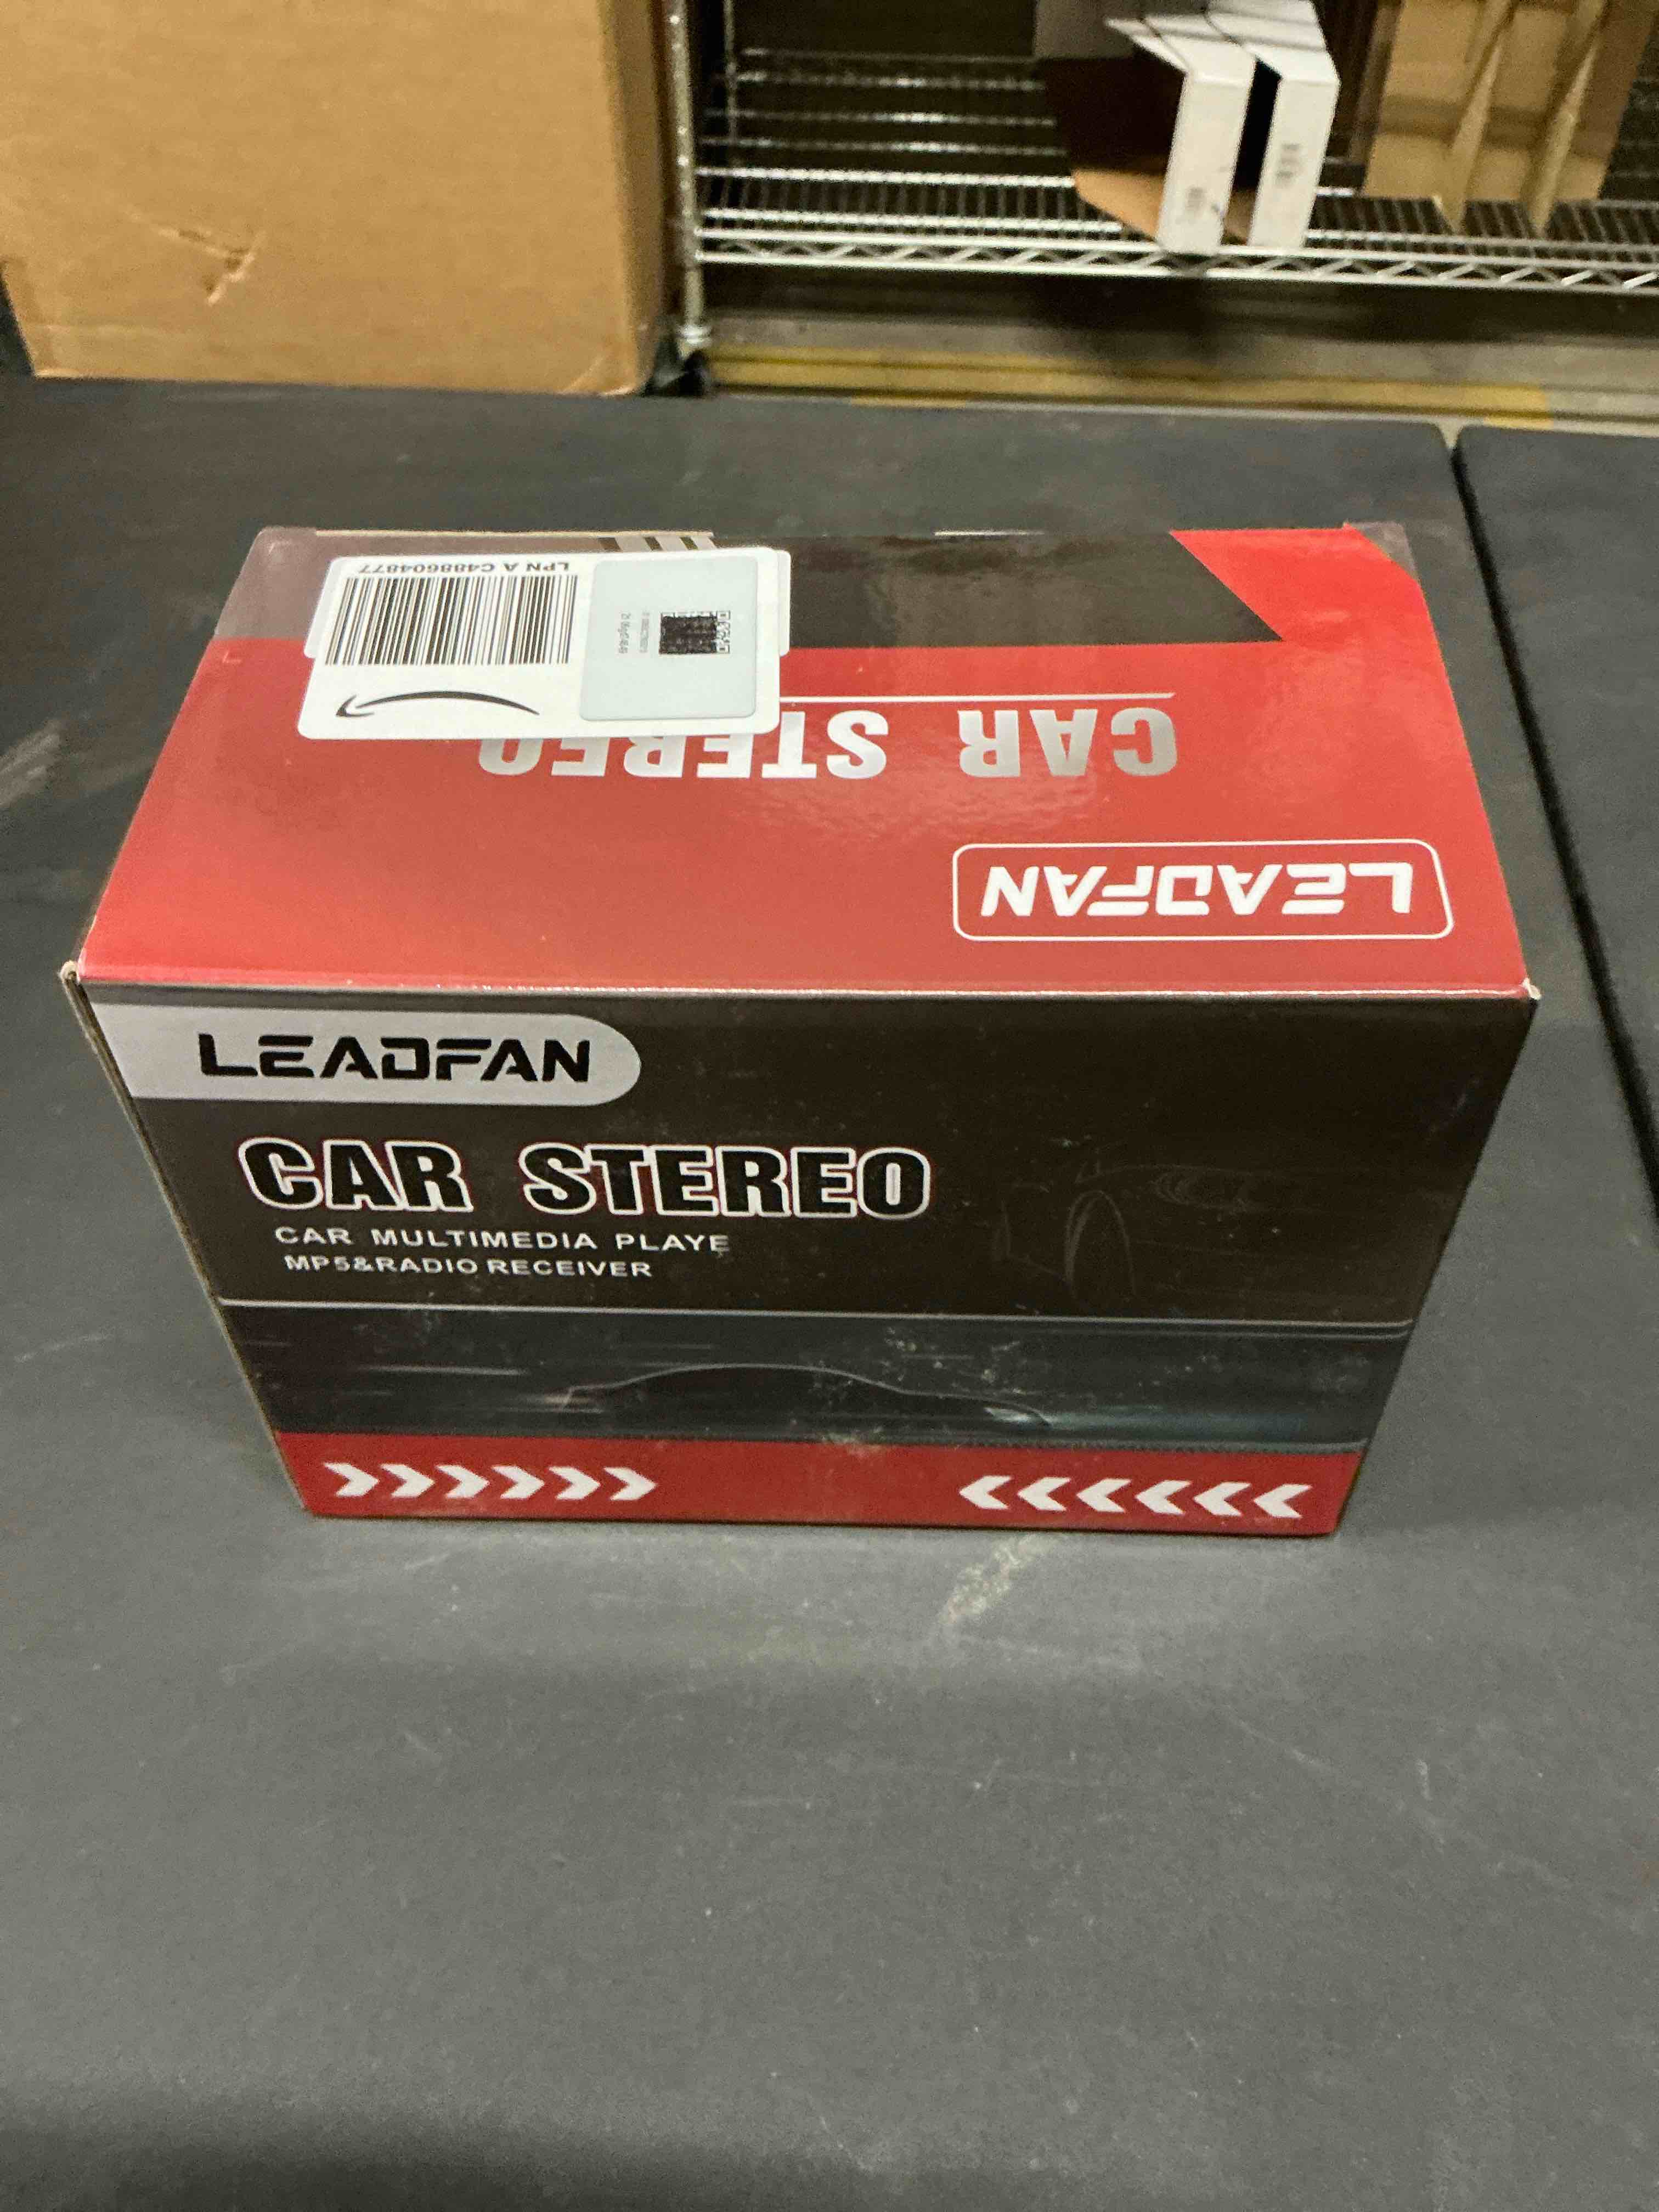 LPN A C488604877
CAR STEREO
LEADFAN
LEADFAN
CAR STEREO
CAR MULTIMEDIA PLAYE
MP5&RADIO RECEIVER